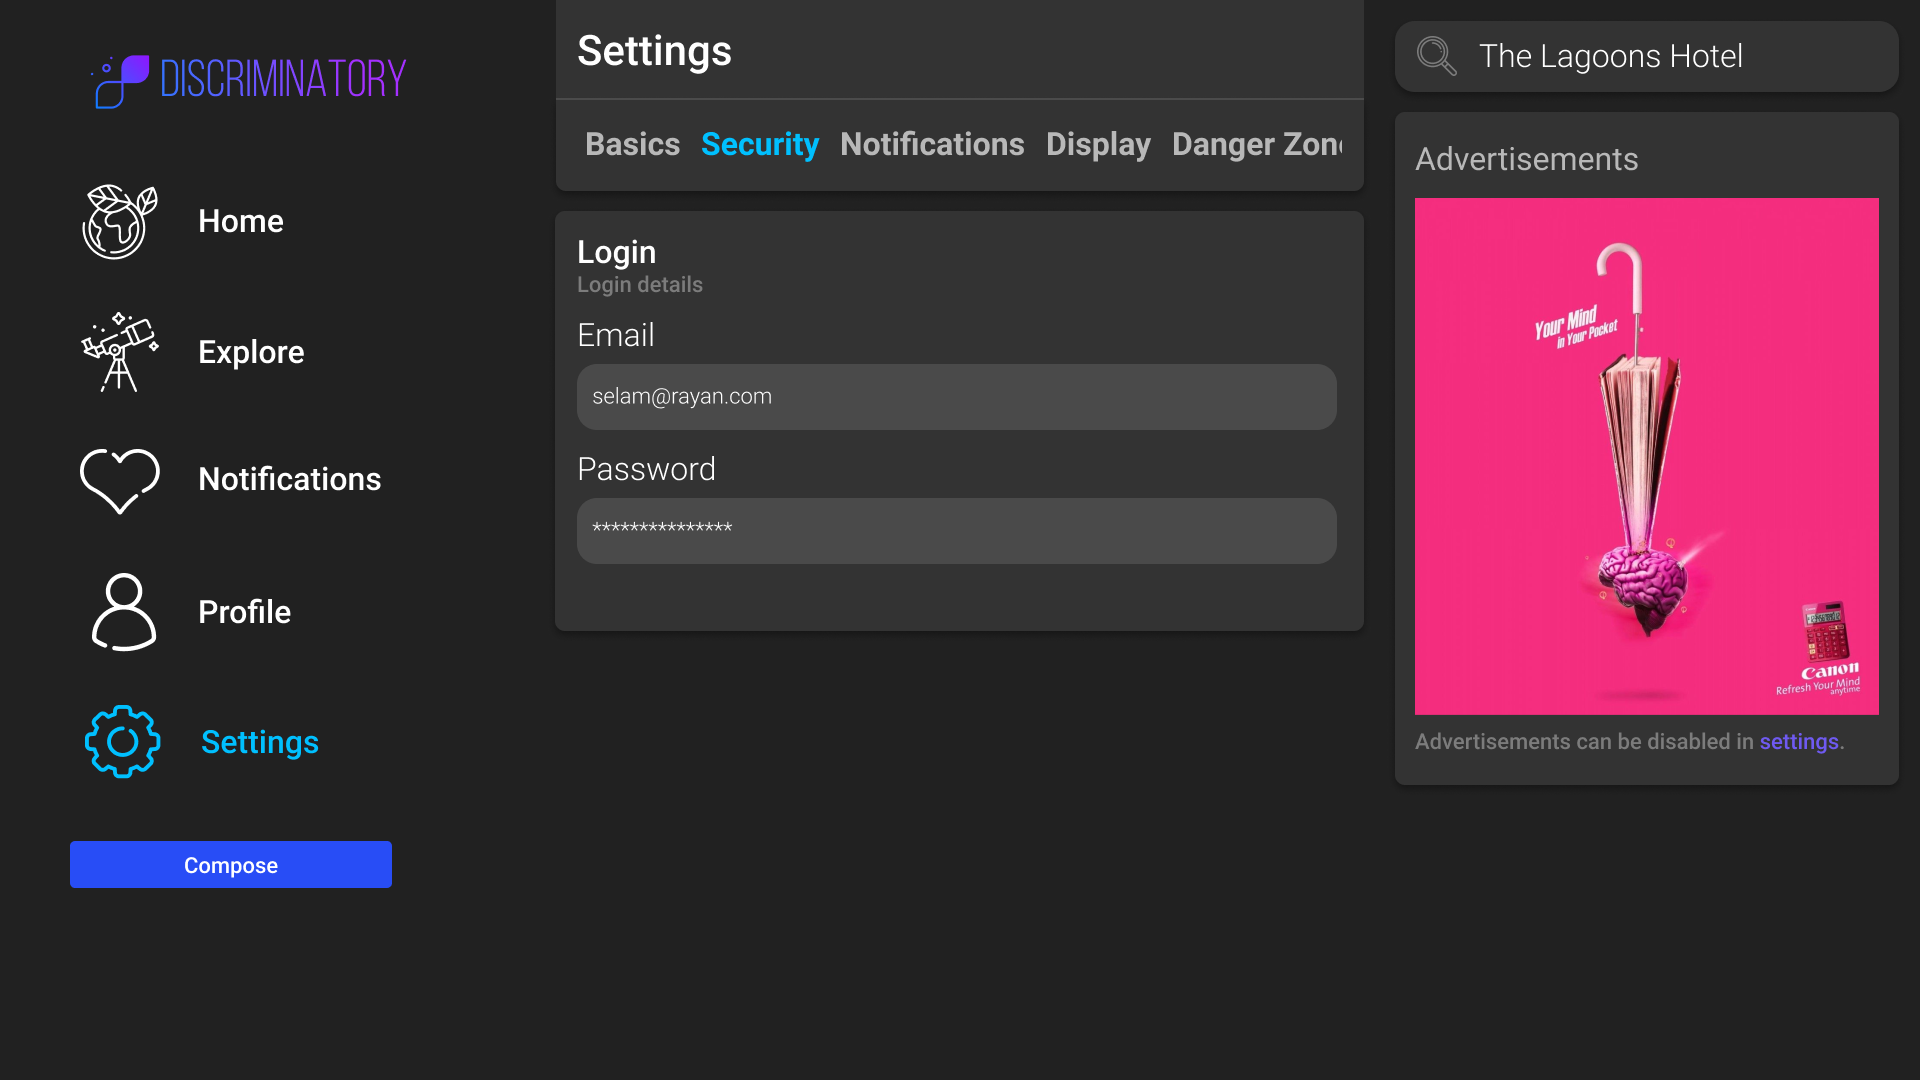 DISCRIMINATORY
Home
Explore
Notifications
Profile
Settings
Compose
Settings
Basics Security Notifications Display Danger Zon
Login
Login details
Email
selam@rayan.com
Password
***************
The Lagoons Hotel
Advertisements
Your Mind
in Your Pocket
Canon
Refresh Your Mind
anytime
Advertisements can be disabled in settings.